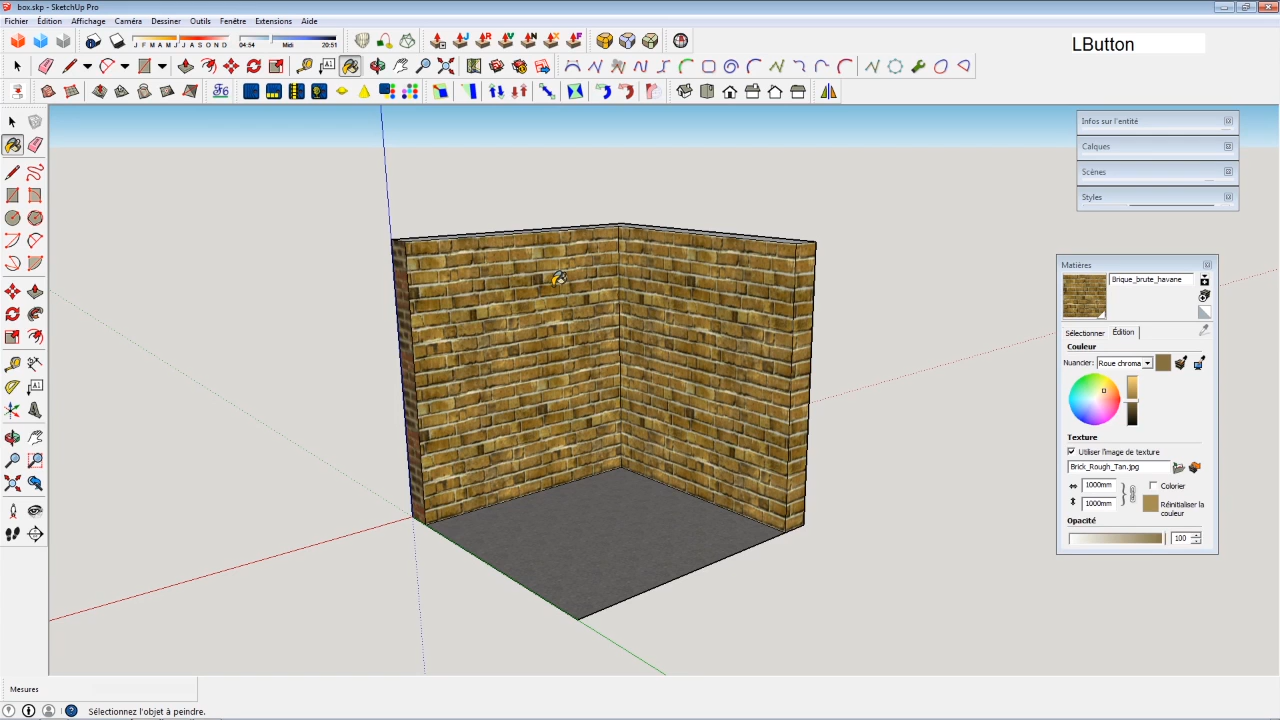 box.skp - SketchUp Pro
Fichier Édition Affichage Caméra Dessiner Outils Fenêtre Extensions Aide
J F M A M J J A S O N D 04:54 Midi 20:51
LButton
Infos sur l'entité
Calques
Scènes
Styles
Matières
Brique_brute_havane
Sélectionner Édition
Couleur
Nuancier: Roue chroma
Texture
Utiliser l'image de texture
Brick_Rough_Tan.jpg
1000mm Colorier
1000mm Réinitialiser la
couleur
Opacité
100
Mesures
Sélectionnez l'objet à peindre.